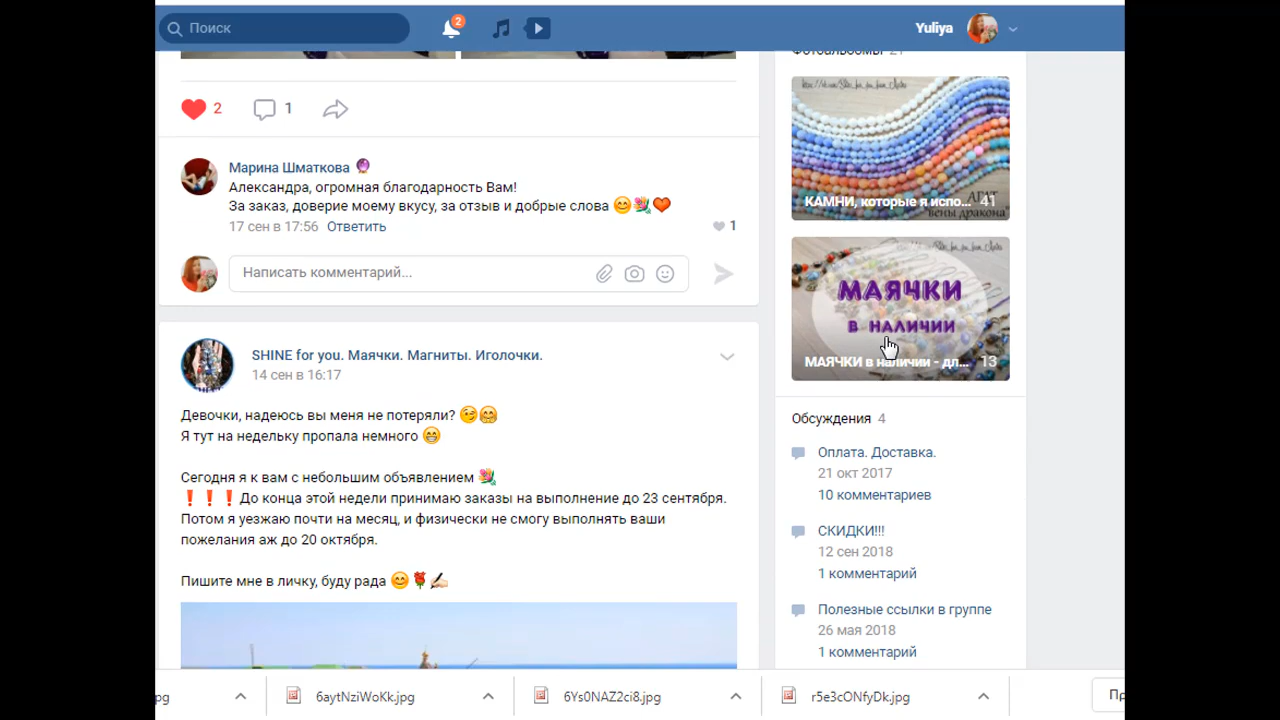 Поиск
2
Yuliya
Фотоальбомы 21
2
1
Марина Шматкова
Александра, огромная благодарность Вам!
За заказ, доверие моему вкусу, за отзыв и добрые слова
17 сен в 17:56 Ответить
1
Написать комментарий...
SHINE for you. Маячки. Магниты. Иголочки.
14 сен в 16:17
Девочки, надеюсь вы меня не потеряли?
Я тут на недельку пропала немного
Сегодня я к вам с небольшим объявлением
❗❗❗До конца этой недели принимаю заказы на выполнение до 23 сентября.
Потом я уезжаю почти на месяц, и физически не смогу выполнять ваши
пожелания аж до 20 октября.
Пишите мне в личку, буду рада
АГАТ
КАМНИ, которые я испо... 41
вены дракона"
МАЯЧКИ
В НАЛИЧИИ
МАЯЧКИ в наличии - дл... 13
Обсуждения 4
Оплата. Доставка.
21 окт 2017
10 комментариев
СКИДКИ!!!
12 сен 2018
1 комментарий
Полезные ссылки в группе
26 мая 2018
1 комментарий
pg
6aytNziWoKk.jpg
6Ys0NAZ2ci8.jpg
r5e3cONfyDk.jpg